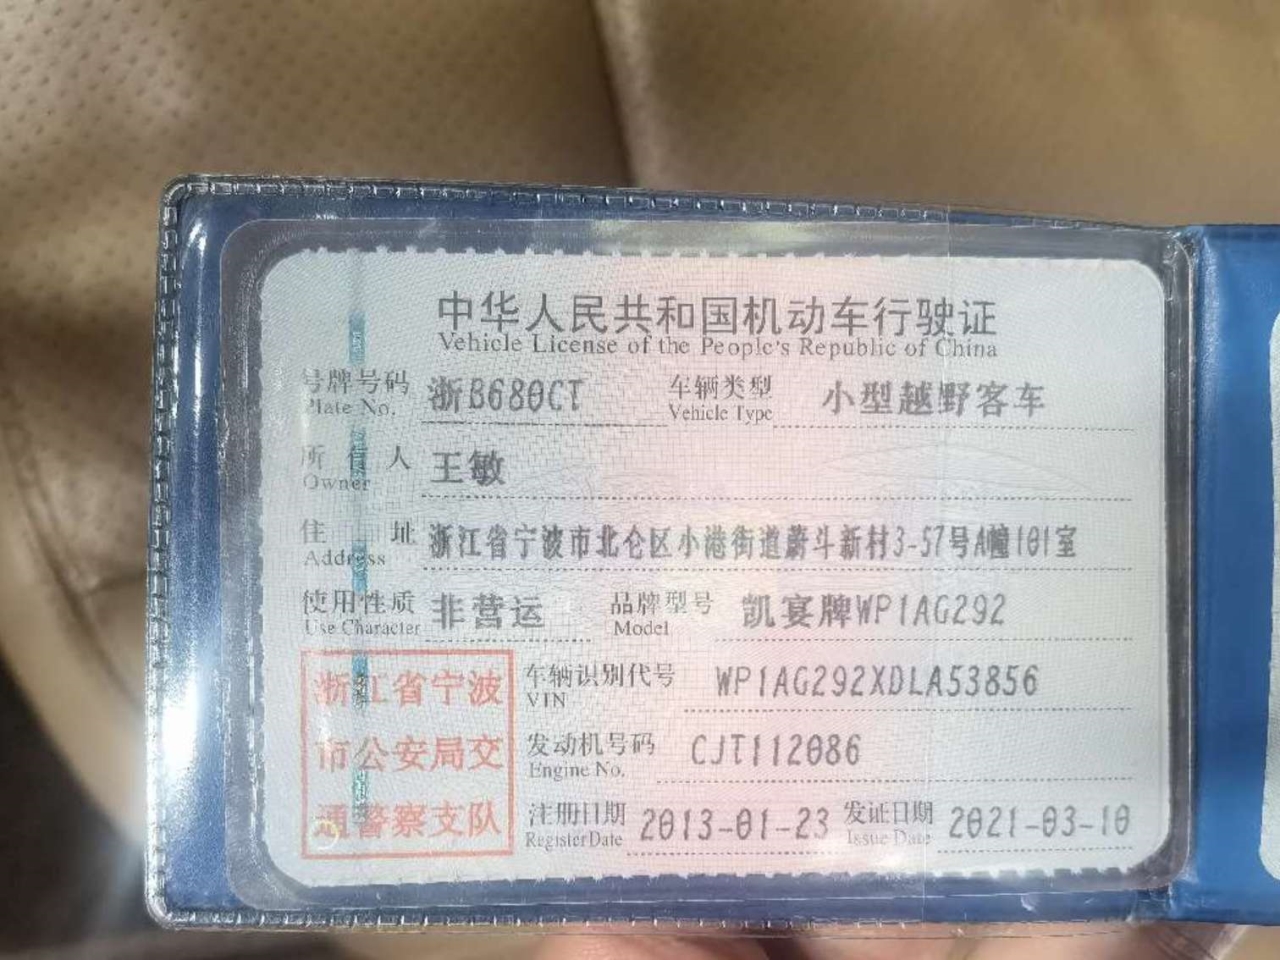 中华人民共和国机动车行驶证
Vehicle License of the People's Republic of China
号牌号码 浙B680CT 车辆类型 小型越野客车
Plate No. Vehicle Type
所有人 王敏
Owner
住址 浙江省宁波市北仑区小港街道蔚斗新村3-57号A幢101室
Address
使用性质 非营运 品牌型号 凯宴牌WP1AG292
Use Character Model
浙江省宁波
市公安局交
通警察支队
车辆识别代号 WP1AG292XDLA53856
VIN
发动机号码 CJT112086
Engine No.
注册日期 2013-01-23 发证日期 2021-03-10
Register Date Issue Date